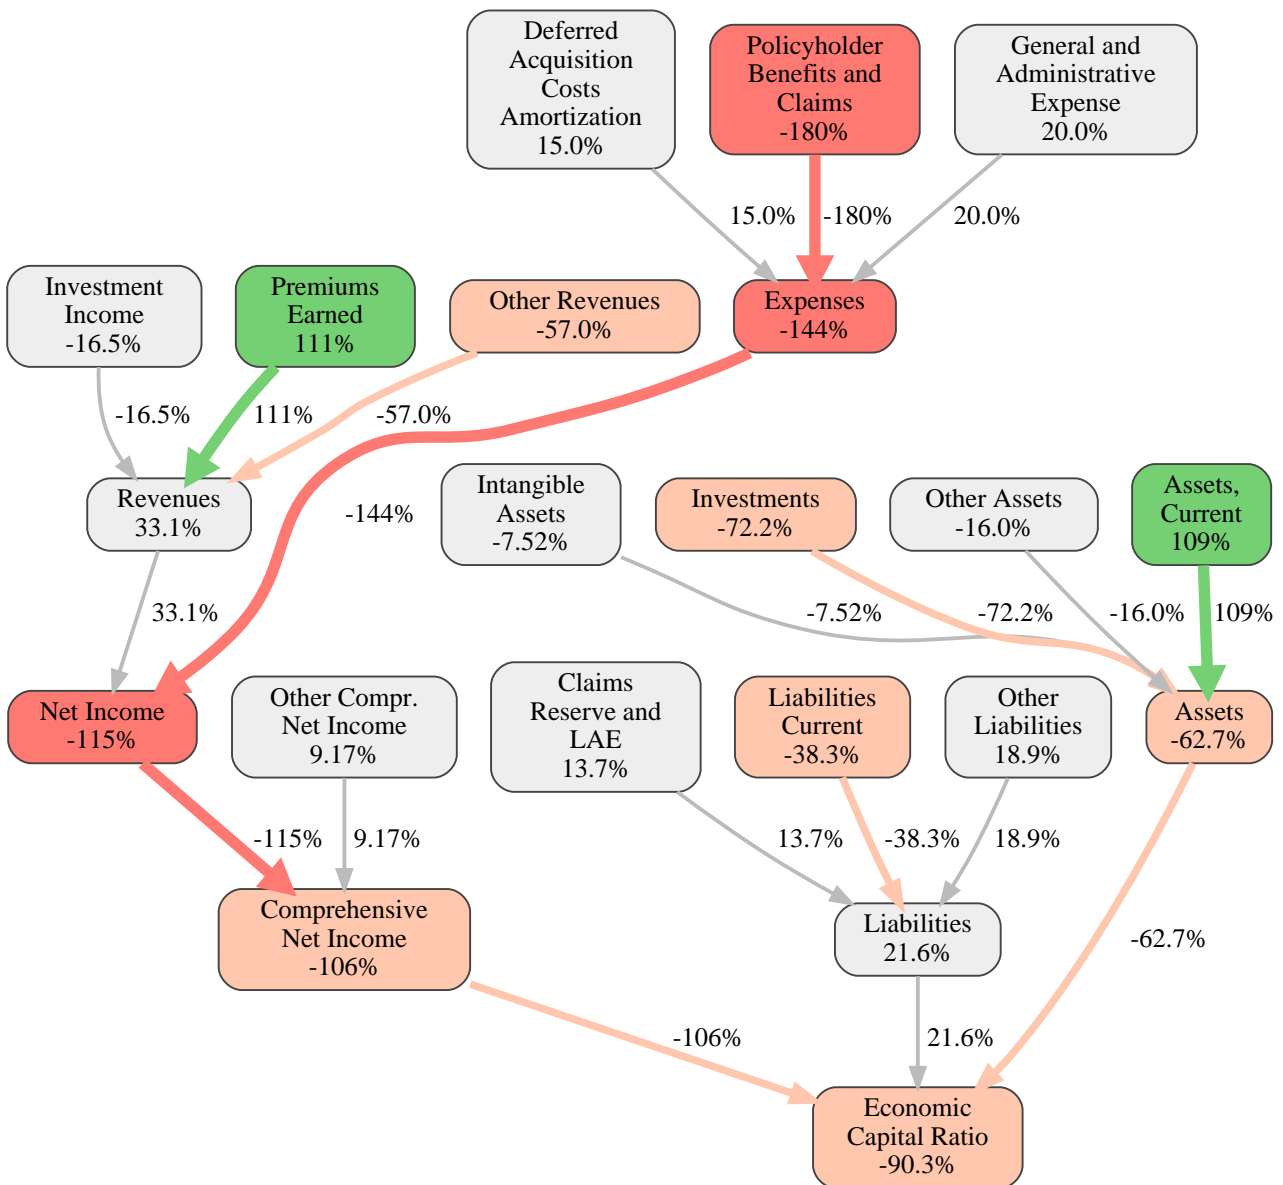 Deferred
Acquisition
Costs
Amortization
15.0%
Policyholder
Benefits and
Claims
-180%
General and
Administrative
Expense
20.0%
15.0%
-180%
20.0%
Investment
Income
-16.5%
Premiums
Earned
111%
Other Revenues
-57.0%
Expenses
-144%
-16.5%
111%
-57.0%
-144%
Revenues
33.1%
Intangible
Assets
-7.52%
Investments
-72.2%
Other Assets
-16.0%
Assets,
Current
109%
33.1%
-7.52%
-72.2%
-16.0%
109%
Net Income
-115%
Other Compr.
Net Income
9.17%
Claims
Reserve and
LAE
13.7%
Liabilities
Current
-38.3%
Other
Liabilities
18.9%
Assets
-62.7%
-115%
9.17%
13.7%
-38.3%
18.9%
-62.7%
Comprehensive
Net Income
-106%
Liabilities
21.6%
-106%
21.6%
Economic
Capital Ratio
-90.3%